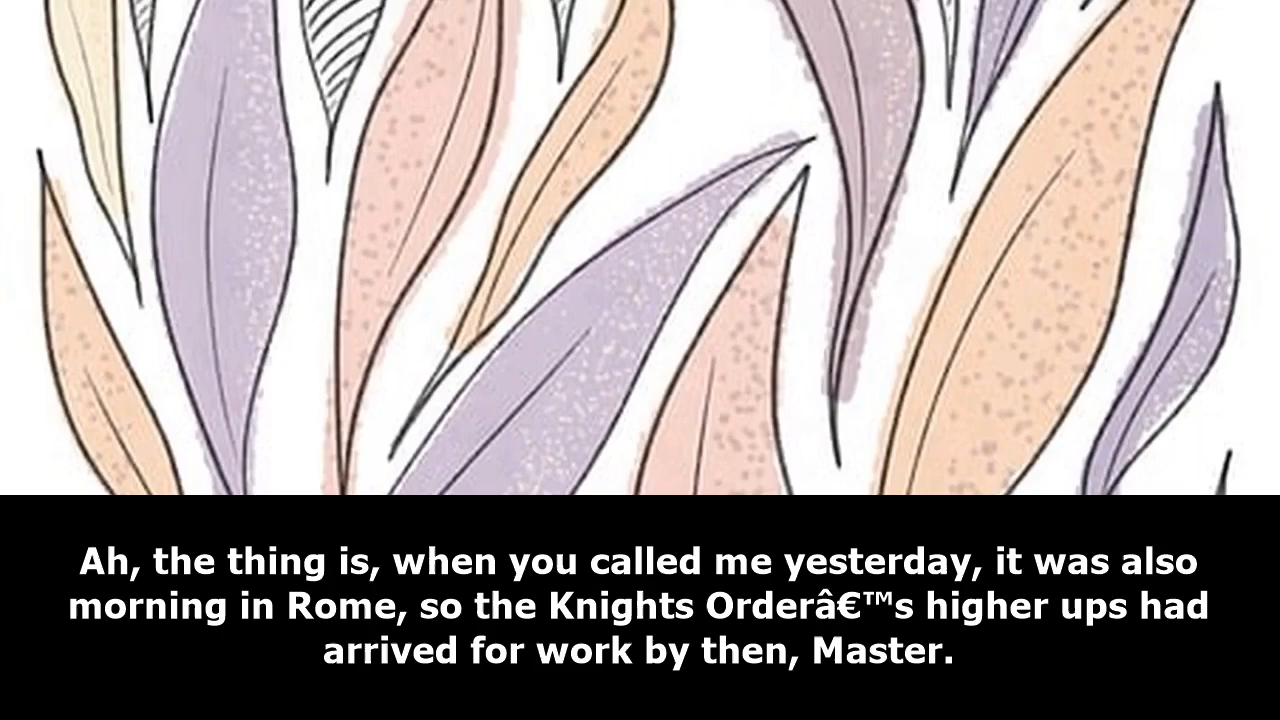 Ah, the thing is, when you called me yesterday, it was also
morning in Rome, so the Knights Orderâ€™s higher ups had
arrived for work by then, Master.